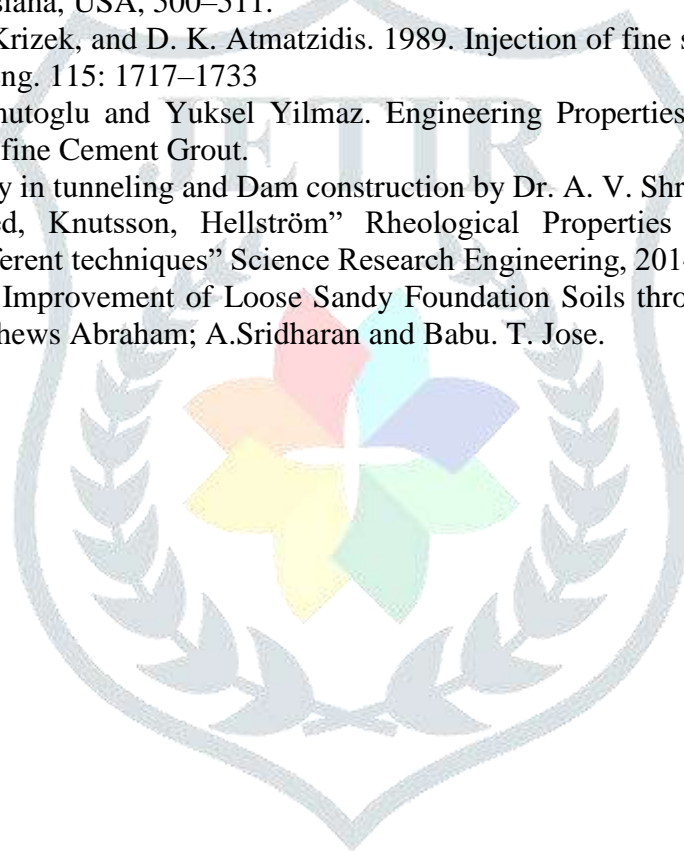 siana, USA, 500–511.
Krizek, and D. K. Atmatzidis. 1989. Injection of fine s
ng. 115: 1717–1733
nutoglu and Yuksel Yilmaz. Engineering Properties
fine Cement Grout.
y in tunneling and Dam construction by Dr. A. V. Shr
ed, Knutsson, Hellström” Rheological Properties
ferent techniques” Science Research Engineering, 201
Improvement of Loose Sandy Foundation Soils thro
hews Abraham; A.Sridharan and Babu. T. Jose.
JETIR